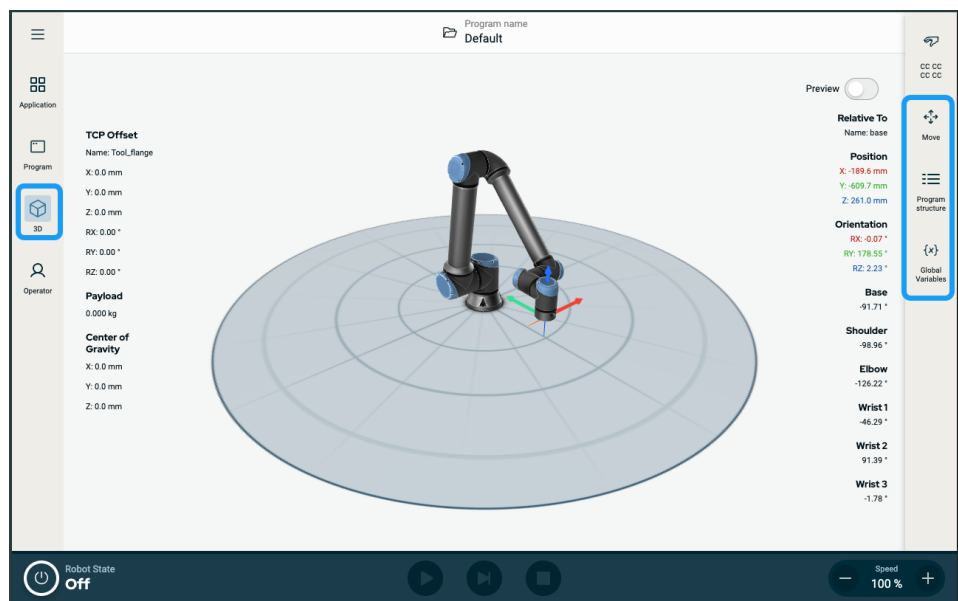 Program name
Default
Application
Program
3D
Operator
TCP Offset
Name: Tool_flange
X: 0.0 mm
Y: 0.0 mm
Z: 0.0 mm
RX: 0.00 °
RY: 0.00 °
RZ: 0.00 °
Payload
0.000 kg
Center of
Gravity
X: 0.0 mm
Y: 0.0 mm
Z: 0.0 mm
Preview
Relative To
Name: base
Position
X: -189.6 mm
Y: -609.7 mm
Z: 261.0 mm
Orientation
RX: -0.07 °
RY: 178.55 °
RZ: 2.23 °
Base
-91.71 °
Shoulder
-98.96 °
Elbow
-126.22 °
Wrist 1
-46.29 °
Wrist 2
91.39 °
Wrist 3
-1.78 °
CC CC
CC CC
Move
Program
structure
{x}
Global
Variables
Robot State
Off
Speed
100 %